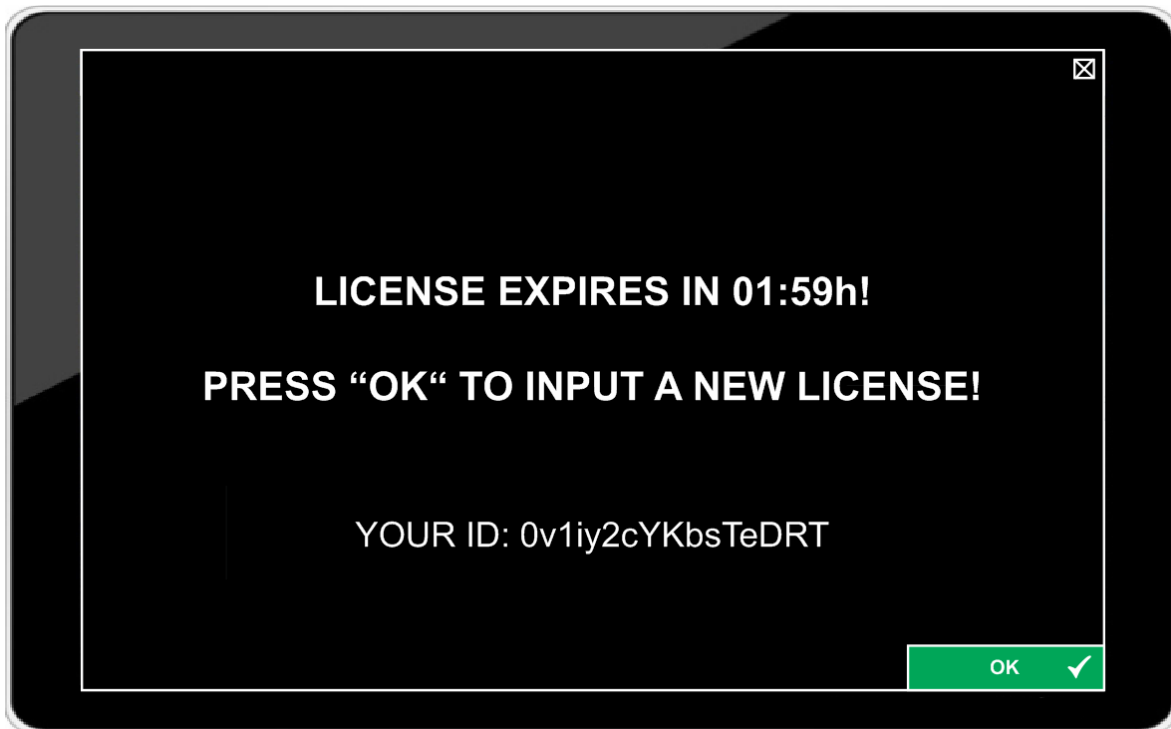 LICENSE EXPIRES IN 01:59h!
PRESS “OK“ TO INPUT A NEW LICENSE!
YOUR ID: 0v1iy2cYKbsTeDRT
OK